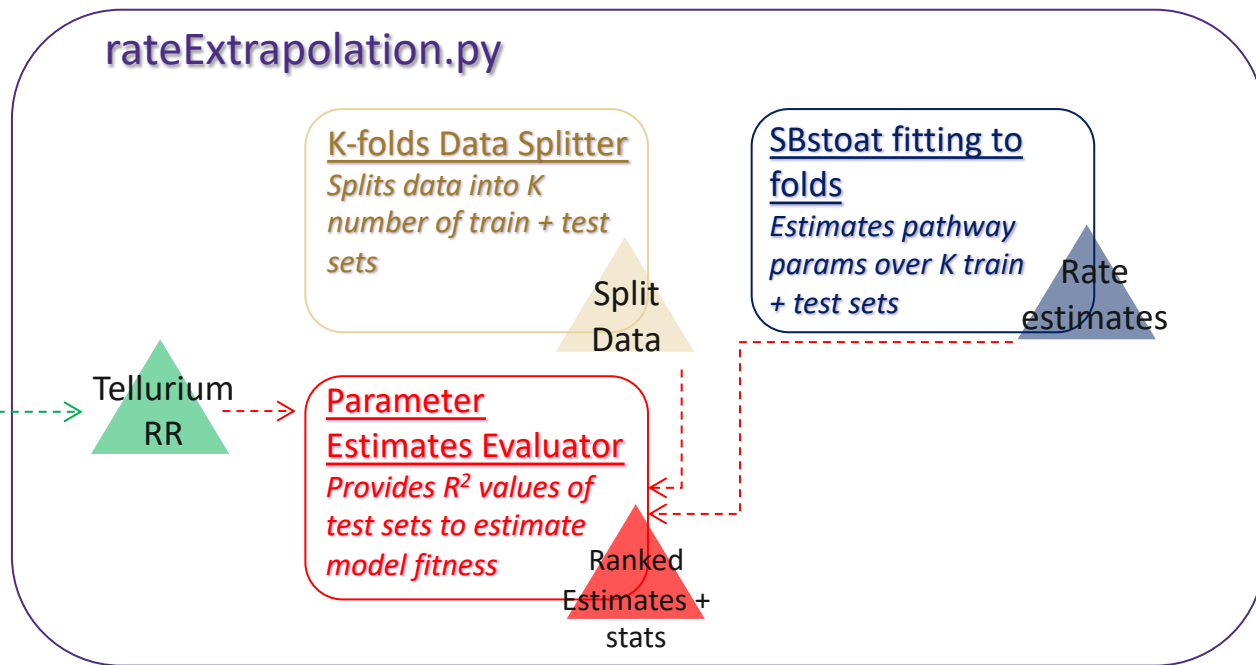 rateExtrapolation.py
K-folds Data Splitter
Splits data into K
number of train + test
sets
Split
Data
SBstoat fitting to
folds
Estimates pathway
params over K train
+ test sets
Rate
estimates
Tellurium
RR
Parameter
Estimates Evaluator
Provides R² values of
test sets to estimate
model fitness
Ranked
Estimates +
stats